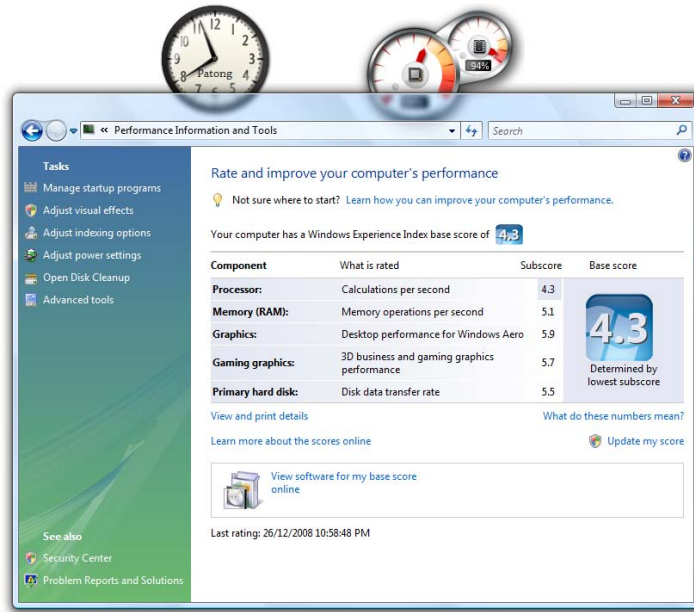 11 12 1
10 2
9 3
8 Patong 4
7 6 5
94%
« Performance Information and Tools
Search
Tasks
Manage startup programs
Adjust visual effects
Adjust indexing options
Adjust power settings
Open Disk Cleanup
Advanced tools
See also
Security Center
Problem Reports and Solutions
Rate and improve your computer's performance
Not sure where to start? Learn how you can improve your computer's performance.
Your computer has a Windows Experience Index base score of 4.3
Component What is rated Subscore Base score
Processor: Calculations per second 4.3
Memory (RAM): Memory operations per second 5.1
Graphics: Desktop performance for Windows Aero 5.9
Gaming graphics: 3D business and gaming graphics performance 5.7
Primary hard disk: Disk data transfer rate 5.5
4.3
Determined by
lowest subscore
View and print details What do these numbers mean?
Learn more about the scores online Update my score
View software for my base score
online
Last rating: 26/12/2008 10:58:48 PM